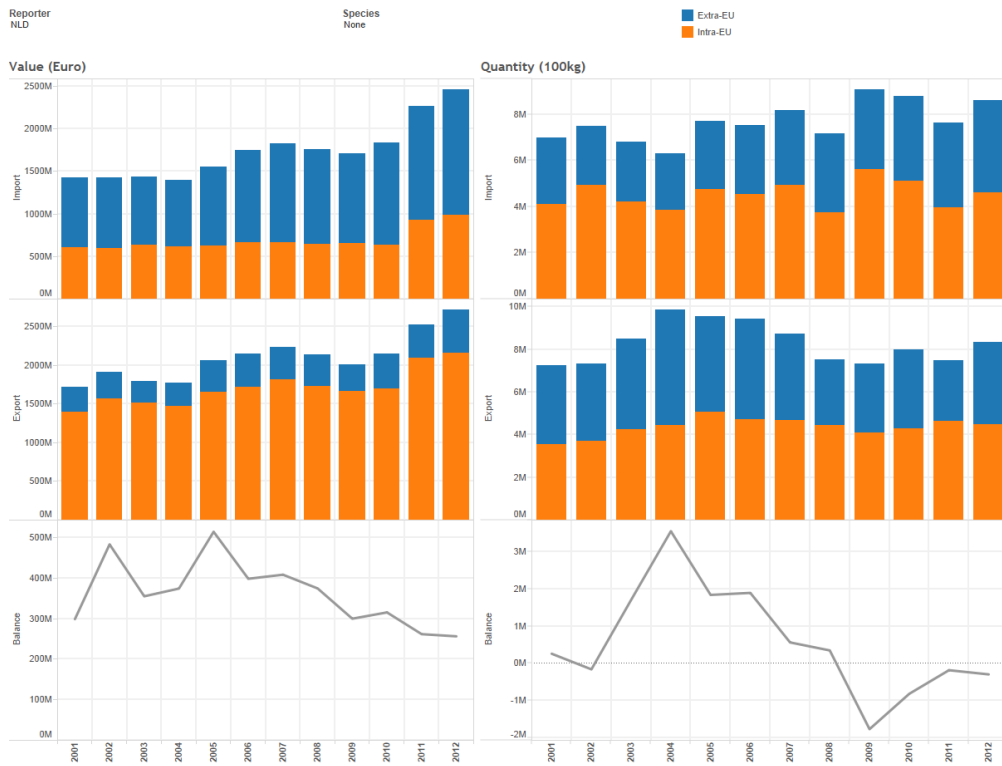 Reporter
NLD
Species
None
Extra-EU
Intra-EU
Value (Euro)
2500M
2000M
1500M
1000M
500M
0M
Import
2500M
2000M
1500M
1000M
500M
0M
Export
500M
400M
300M
200M
100M
0M
Balance
2001 2002 2003 2004 2005 2006 2007 2008 2009 2010 2011 2012
Quantity (100kg)
8M
6M
4M
2M
0M
Import
10M
8M
6M
4M
2M
0M
Export
3M
2M
1M
0M
-1M
-2M
Balance
2001 2002 2003 2004 2005 2006 2007 2008 2009 2010 2011 2012